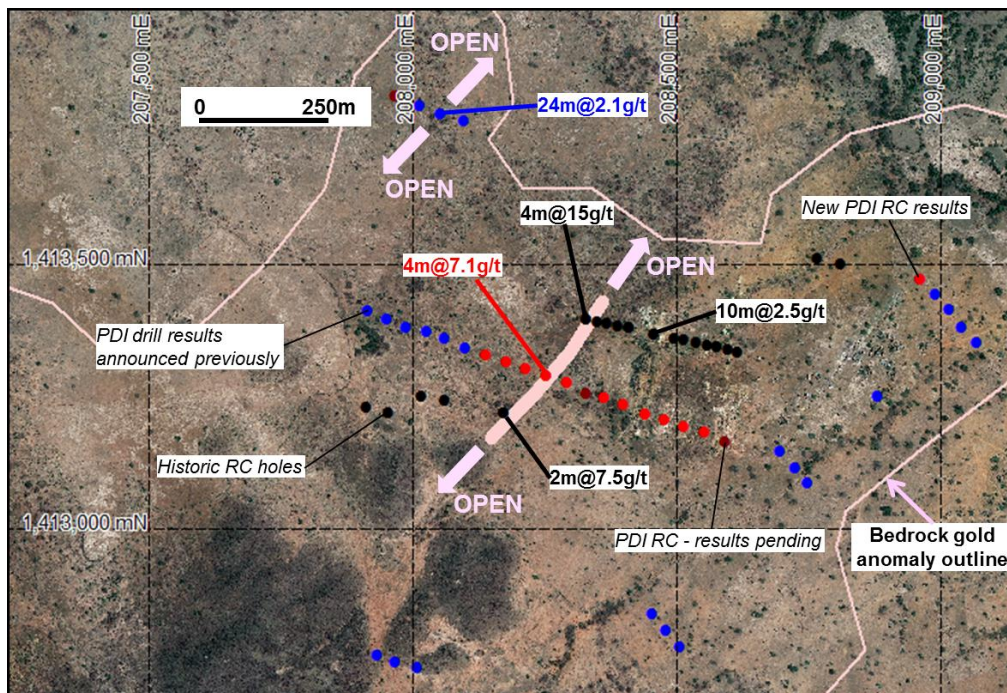 207,500 mE
208,000 mE
208,500 mE
209,000 mE
OPEN
0 250m
24m@2.1g/t
OPEN
4m@15g/t
New PDI RC results
1,413,500 mN
4m@7.1g/t
OPEN
10m@2.5g/t
PDI drill results
announced previously
Historic RC holes
2m@7.5g/t
OPEN
1,413,000 mN
PDI RC - results pending
Bedrock gold
anomaly outline